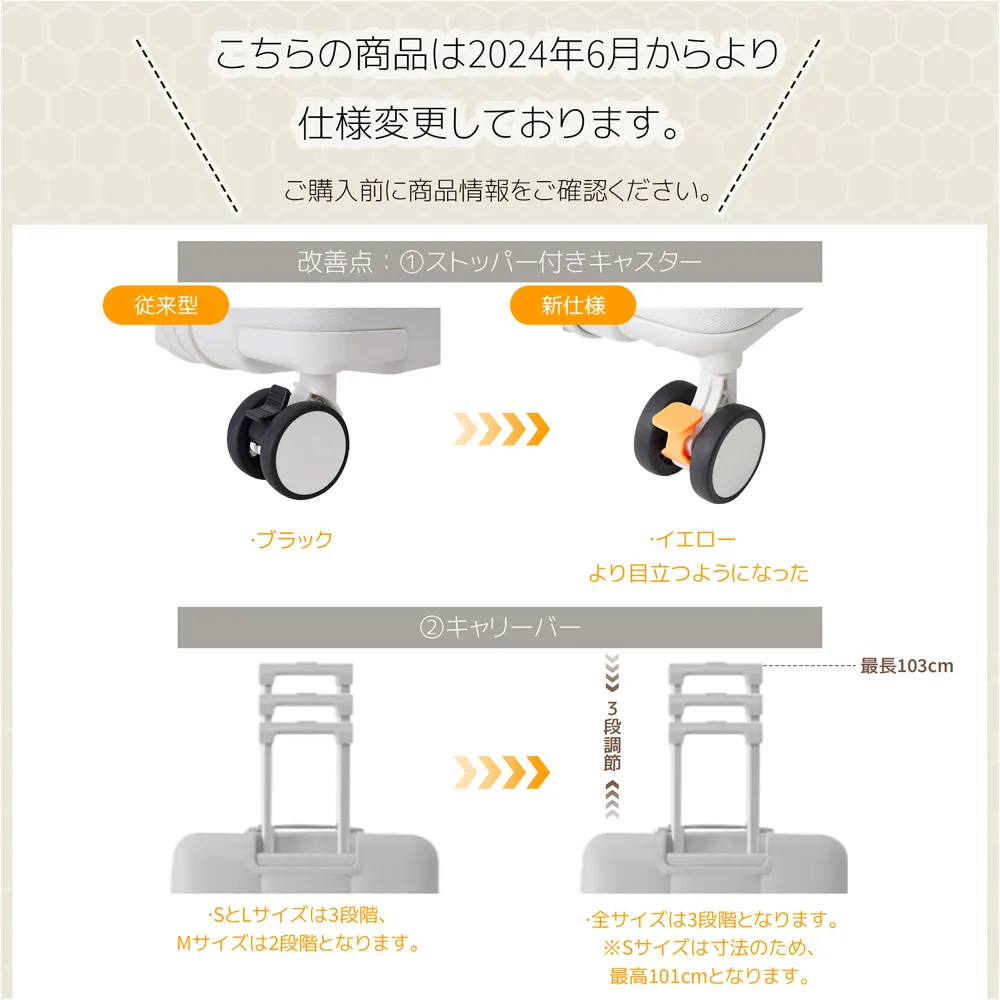 こちらの商品は2024年6月からより
仕様変更しております。
ご購入前に商品情報をご確認ください。
改善点：①ストッパー付きキャスター
従来型
新仕様
·ブラック
·イエロー
より目立つようになった
②キャリーバー
最長103cm
3段調節
·SとLサイズは3段階、
Mサイズは2段階となります。
·全サイズは3段階となります。
※Sサイズは寸法のため、
最高101cmとなります。